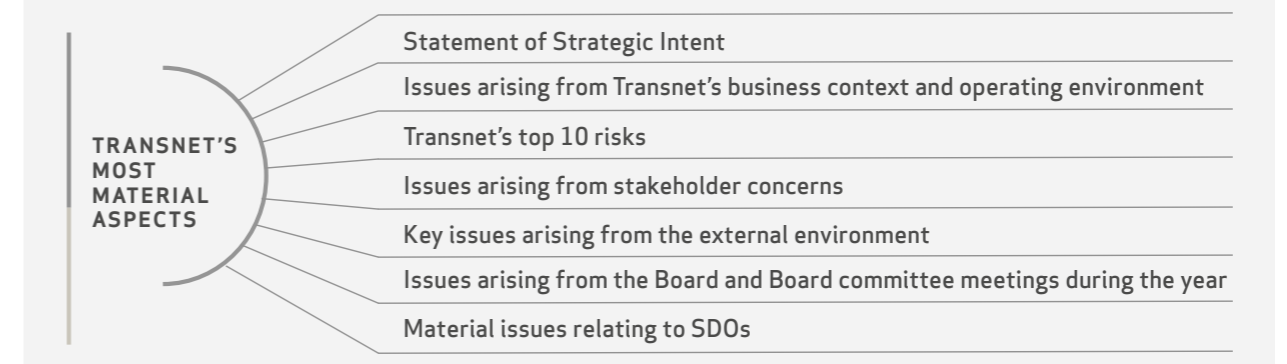 TRANSNET'S
MOST
MATERIAL
ASPECTS
Statement of Strategic Intent
Issues arising from Transnet's business context and operating environment
Transnet's top 10 risks
Issues arising from stakeholder concerns
Key issues arising from the external environment
Issues arising from the Board and Board committee meetings during the year
Material issues relating to SDOs